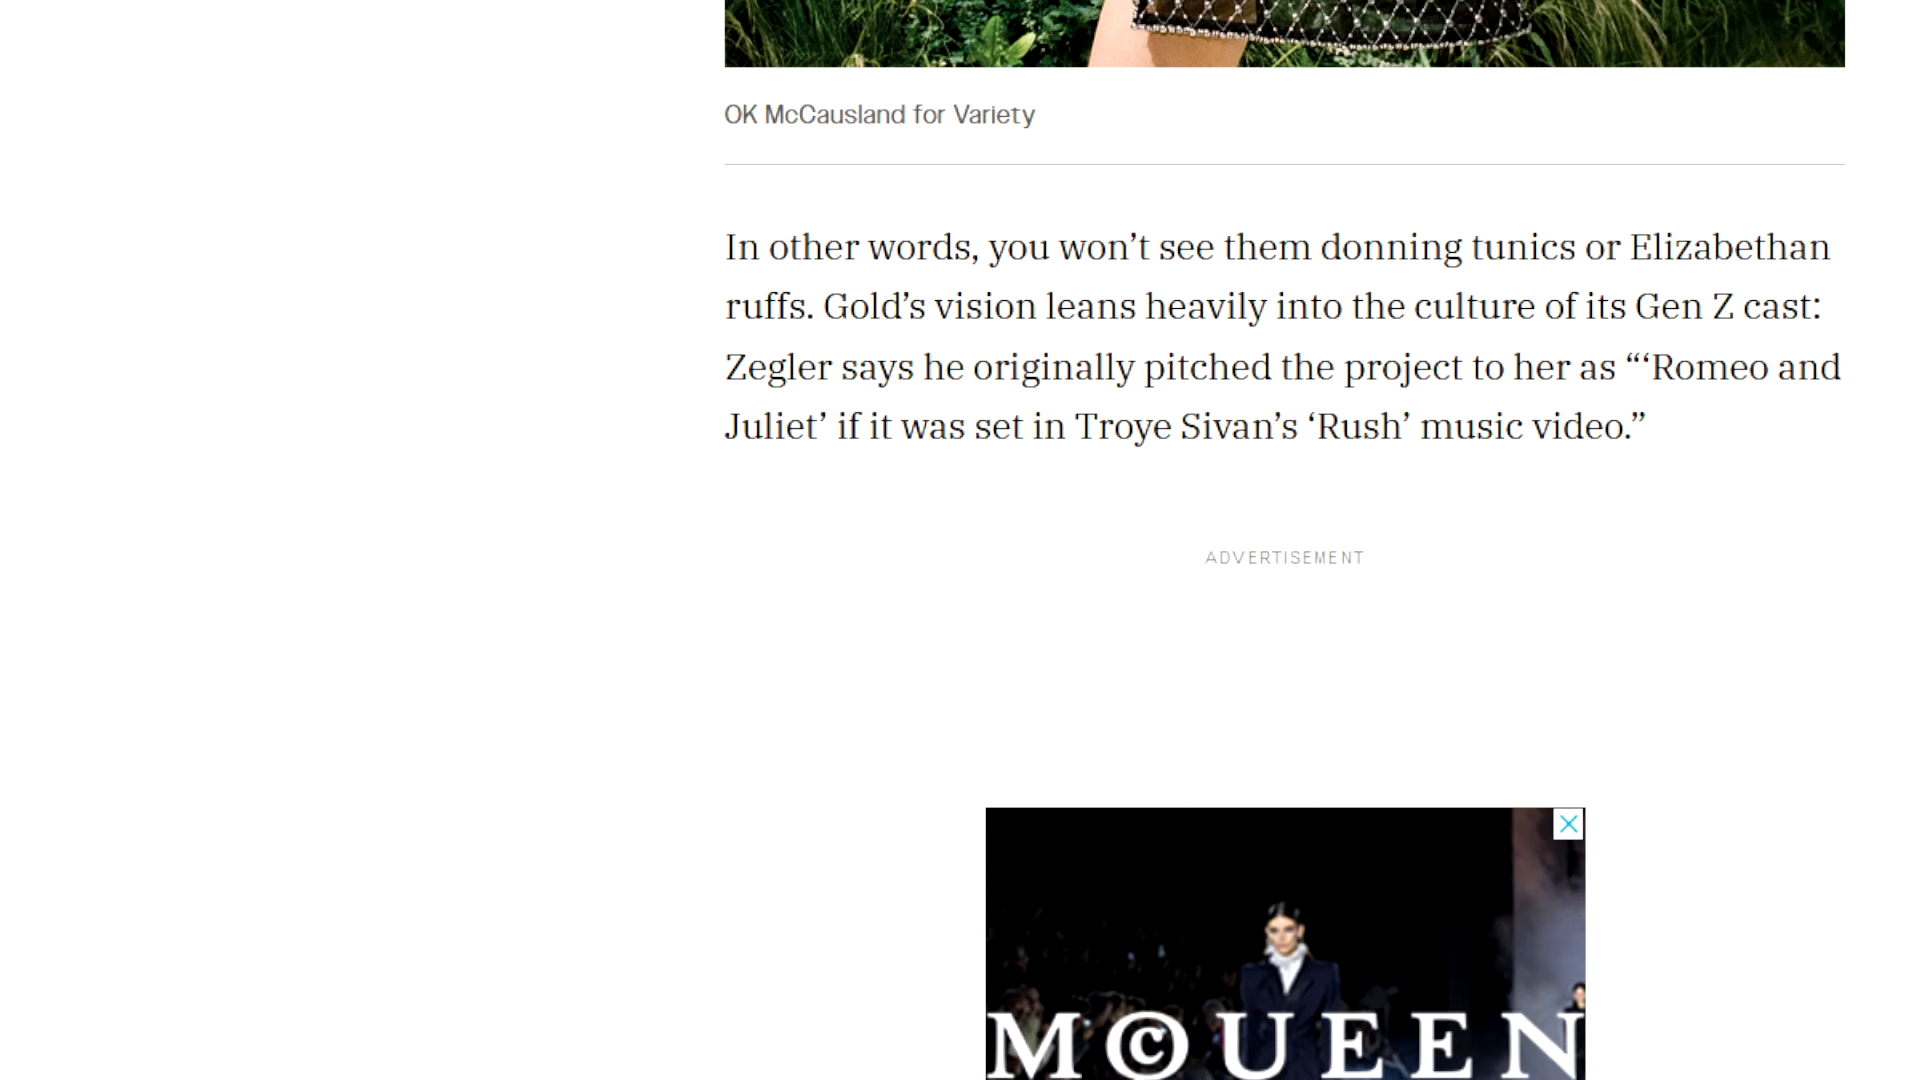 OK McCausland for Variety
In other words, you won’t see them donning tunics or Elizabethan
ruffs. Gold’s vision leans heavily into the culture of its Gen Z cast:
Zegler says he originally pitched the project to her as “‘Romeo and
Juliet’ if it was set in Troye Sivan’s ‘Rush’ music video.”
ADVERTISEMENT
McQUEEN